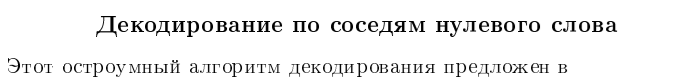 Декодирование по соседям нулевого слова
Этот остроумный алгоритм декодирования предложен в